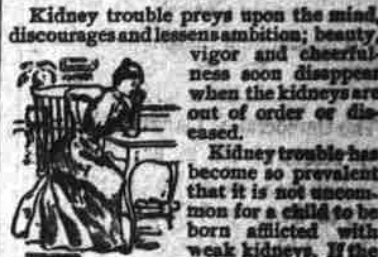 Kidney trouble preys upon the mind,
discourages and lessens ambition; beauty,
vigor and cheerful-
ness soon disappear
when the kidneys are
out of order or dis-
eased.
Kidney trouble has
become so prevalent
that it is not uncom-
mon for a child to be
born afflicted with
weak kidneys. If the